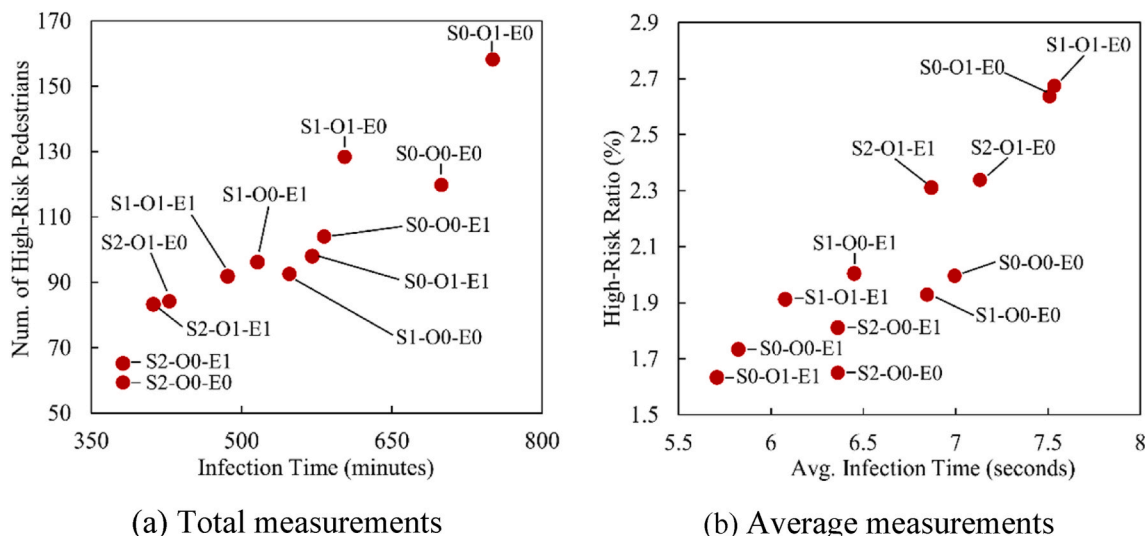 170
150
130
110
90
70
50
Num. of High-Risk Pedestrians
S0-O1-E0
S1-O1-E0
S0-O0-E0
S1-O0-E1
S1-O1-E1
S0-O0-E1
S2-O1-E0
S0-O1-E1
S2-O1-E1
S1-O0-E0
S2-O0-E1
S2-O0-E0
350 500 650 800
Infection Time (minutes)
(a) Total measurements
2.9
2.7
2.5
2.3
2.1
1.9
1.7
1.5
High-Risk Ratio (%)
S1-O1-E0
S0-O1-E0
S2-O1-E1
S2-O1-E0
S1-O0-E1
S0-O0-E0
S1-O1-E1
S1-O0-E0
S2-O0-E1
S0-O0-E1
S0-O1-E1
S2-O0-E0
5.5 6 6.5 7 7.5 8
Avg. Infection Time (seconds)
(b) Average measurements